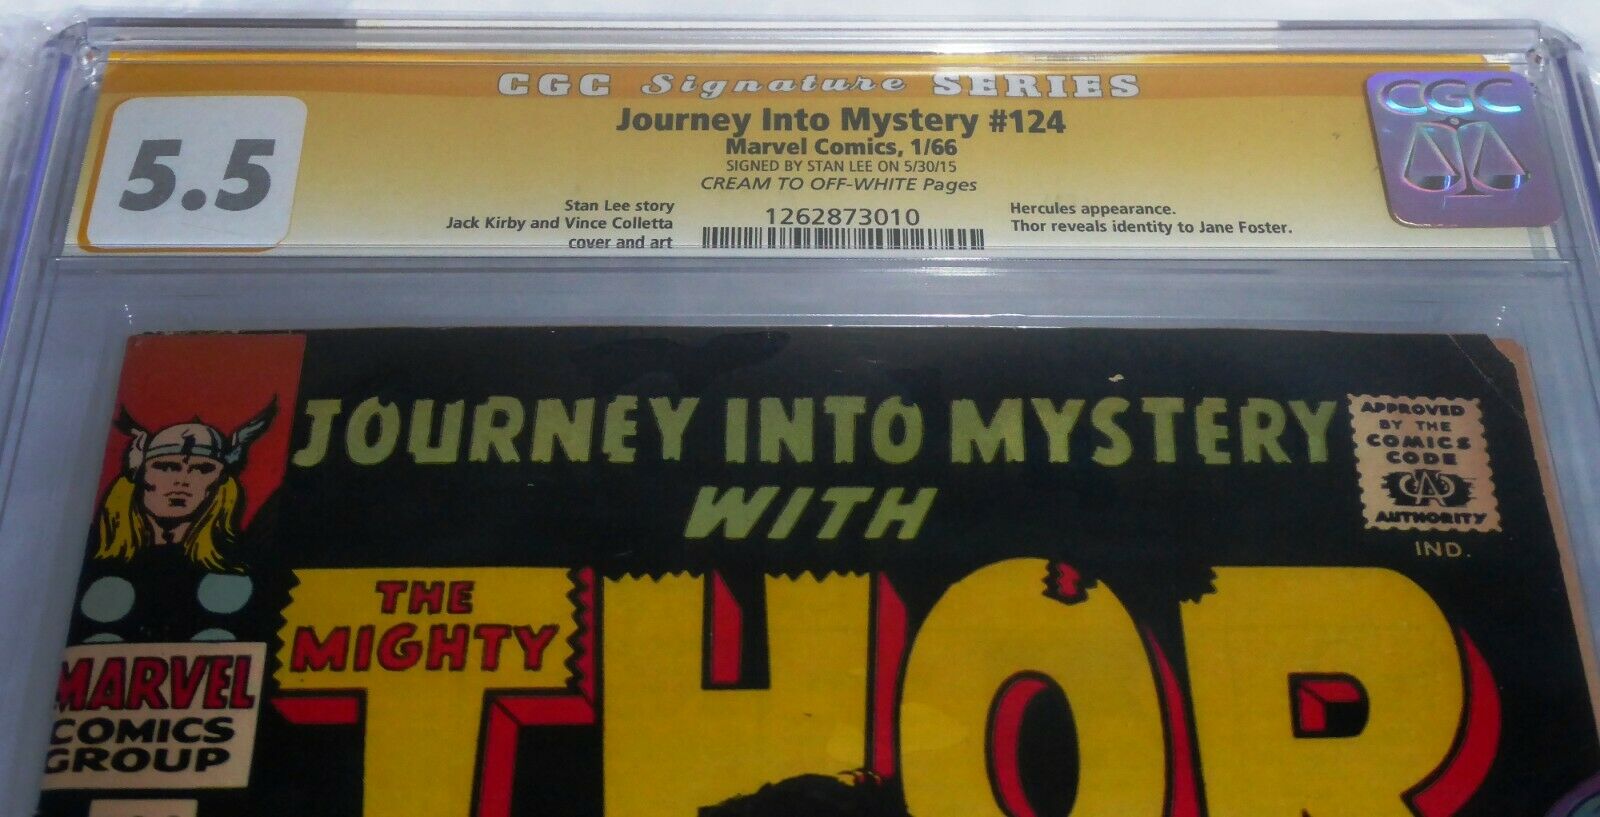 CGC Signature SERIES
Journey Into Mystery #124
Marvel Comics, 1/66
SIGNED BY STAN LEE ON 5/30/15
CREAM TO OFF-WHITE Pages
5.5
Stan Lee story
Jack Kirby and Vince Colletta
cover and art
1262873010
Hercules appearance.
Thor reveals identity to Jane Foster.
CGC
JOURNEY INTO MYSTERY
WITH
THE
MIGHTY
THOR
APPROVED
BY THE
COMICS
CODE
CA
AUTHORITY
IND.
MARVEL
COMICS
GROUP